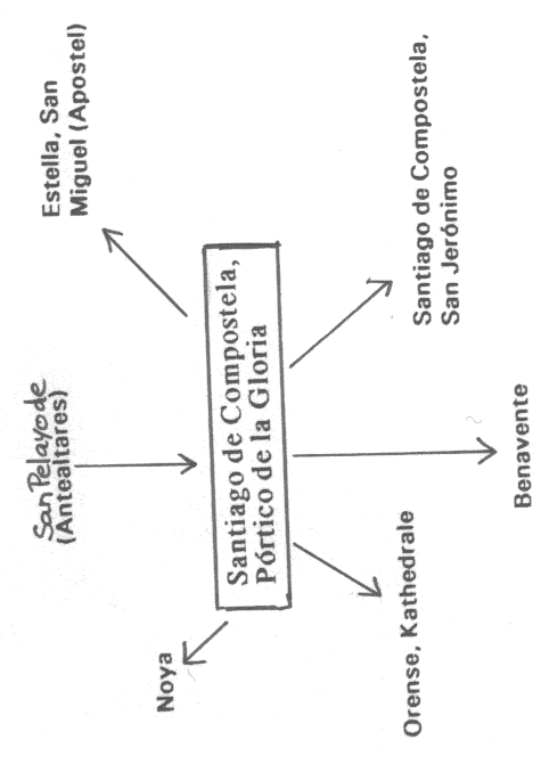 San Pelayo de
(Antealtares)
Estella, San
Miguel (Apostel)
Noya
Santiago de Compostela,
Pórtico de la Gloria
Orense, Kathedrale
Santiago de Compostela,
San Jerónimo
Benavente